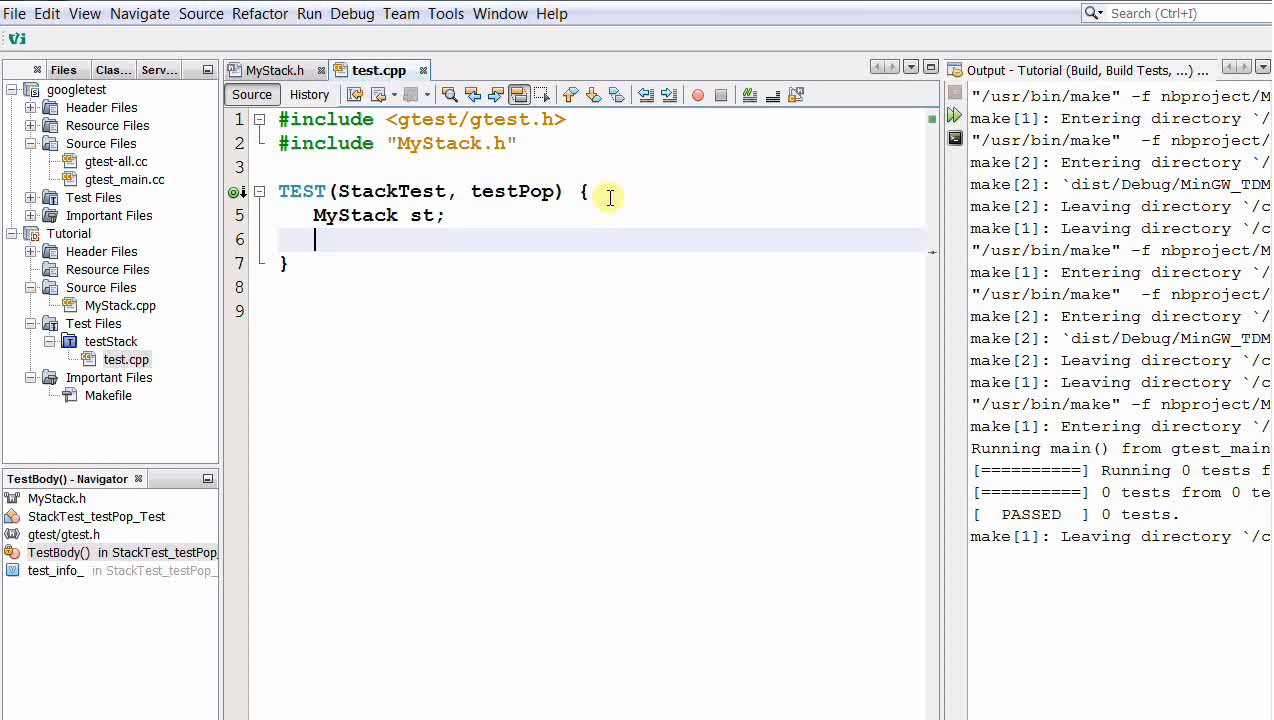 File Edit View Navigate Source Refactor Run Debug Team Tools Window Help
Search (Ctrl+I)
Files Clas... Serv...
googletest
Header Files
Resource Files
Source Files
gtest-all.cc
gtest_main.cc
Test Files
Important Files
Tutorial
Header Files
Resource Files
Source Files
MyStack.cpp
Test Files
testStack
test.cpp
Important Files
Makefile
TestBody() - Navigator
MyStack.h
StackTest_testPop_Test
gtest/gtest.h
TestBody() in StackTest_testPop_
test_info_ in StackTest_testPop_
MyStack.h test.cpp
Source History
1 #include <gtest/gtest.h>
2 #include "MyStack.h"
3
4 TEST(StackTest, testPop) {
5 MyStack st;
6
7 }
8
9
Output - Tutorial (Build, Build Tests, ...) ...
"/usr/bin/make" -f nbproject/M
make[1]: Entering directory `/
"/usr/bin/make" -f nbproject/
make[2]: Entering directory `/
make[2]: `dist/Debug/MinGW_TDM
make[2]: Leaving directory `/c
make[1]: Leaving directory `/c
"/usr/bin/make" -f nbproject/M
make[1]: Entering directory `/
"/usr/bin/make" -f nbproject/
make[2]: Entering directory `/
make[2]: `dist/Debug/MinGW_TDM
make[2]: Leaving directory `/c
make[1]: Leaving directory `/c
"/usr/bin/make" -f nbproject/M
make[1]: Entering directory `/
Running main() from gtest_main
[==========] Running 0 tests f
[==========] 0 tests from 0 te
[ PASSED ] 0 tests.
make[1]: Leaving directory `/c